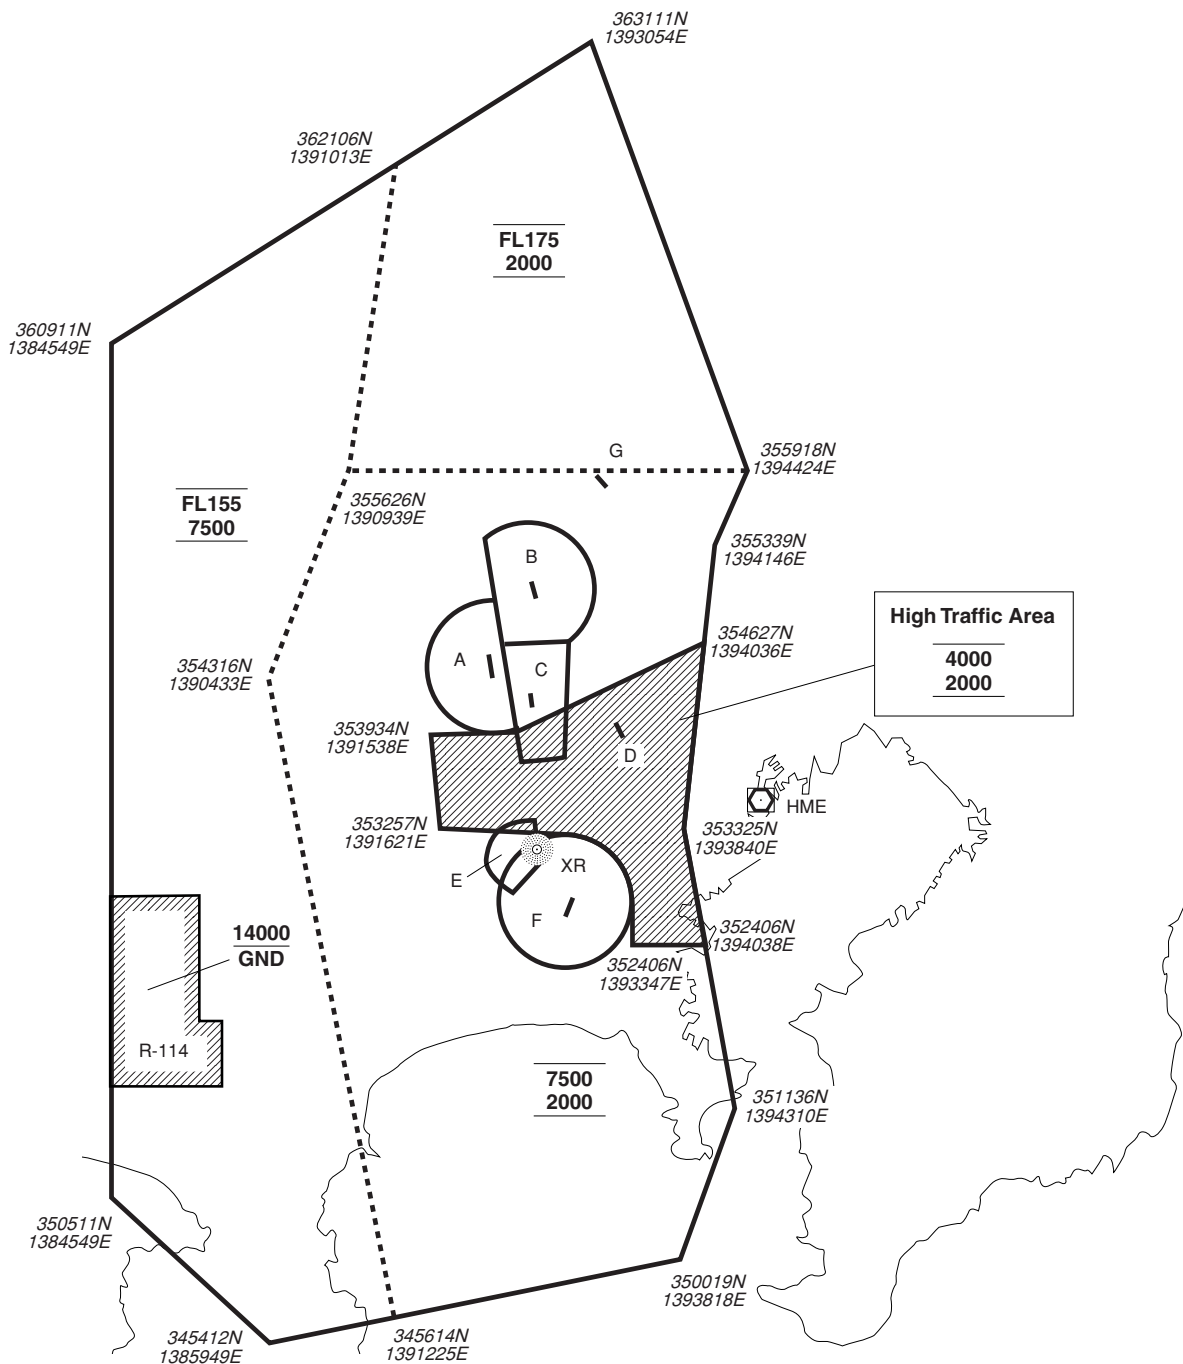 363111N
1393054E
362106N
1391013E
FL175
2000
360911N
1384549E
G
355918N
1394424E
FL155
7500
355626N
1390939E
355339N
1394146E
B
High Traffic Area
4000
2000
354627N
1394036E
A
C
354316N
1390433E
353934N
1391538E
D
HME
353257N
1391621E
353325N
1393840E
E
XR
F
14000
GND
352406N
1394038E
352406N
1393347E
R-114
7500
2000
351136N
1394310E
350511N
1384549E
350019N
1393818E
345412N
1385949E
345614N
1391225E